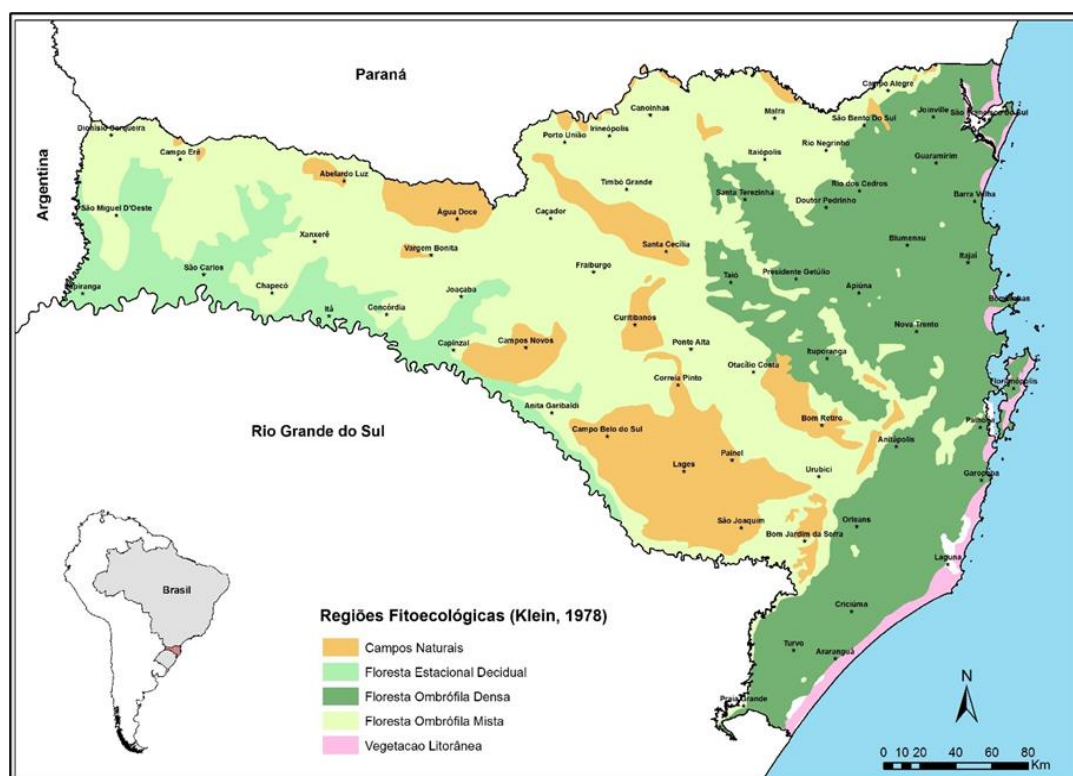 Paraná
Argentina
Rio Grande do Sul
Campo Alegre
Canoinhas
Mafra
São Bento Do Sul
Joinville
São Francisco do Sul
Dionísio Cerqueira
Porto União
Irineópolis
Campo Erê
Itaiópolis
Rio Negrinho
Guaramirim
Abelardo Luz
Timbó Grande
Santa Terezinha
Rio dos Cedros
Barra Velha
São Miguel D'Oeste
Água Doce
Caçador
Doutor Pedrinho
Xanxerê
Vargem Bonita
Santa Cecília
Blumenau
Itajaí
São Carlos
Fraiburgo
Taió
Presidente Getúlio
Chapecó
Joaçaba
Apiúna
Itá
Concórdia
Curitibanos
Nova Trento
Capinzal
Campos Novos
Ponte Alta
Ituporanga
Otacílio Costa
Correia Pinto
Florianópolis
Anita Garibaldi
Campo Belo do Sul
Bom Retiro
Anitápolis
Painel
Lages
Urubici
Garopaba
São Joaquim
Bom Jardim da Serra
Orleans
Laguna
Criciúma
Turvo
Araranguá
Praia Grande
Brasil
Regiões Fitoecológicas (Klein, 1978)
Campos Naturais
Floresta Estacional Decidual
Floresta Ombrófila Densa
Floresta Ombrófila Mista
Vegetacao Litorânea
N
0 10 20 40 60 80
Km